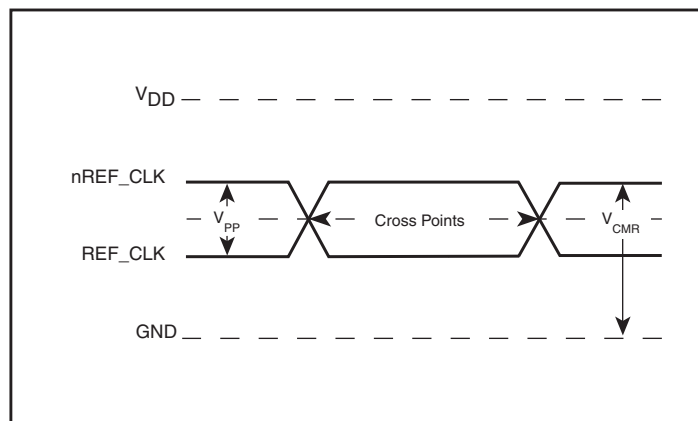 VDD
nREF_CLK
VPP
Cross Points
VCMR
REF_CLK
GND